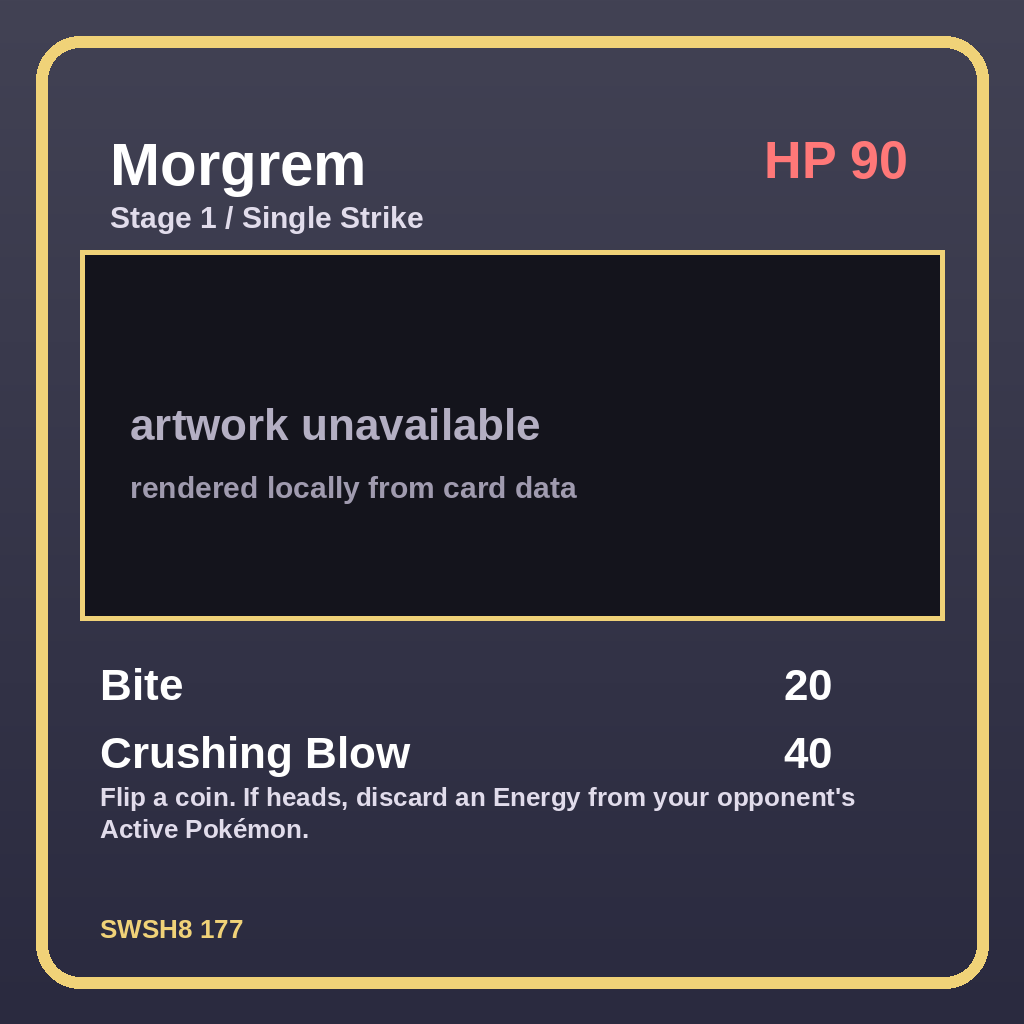 Morgrem
HP 90
Stage 1 / Single Strike
artwork unavailable
rendered locally from card data
Bite 20
Crushing Blow 40
Flip a coin. If heads, discard an Energy from your opponent's
Active Pokémon.
SWSH8 177